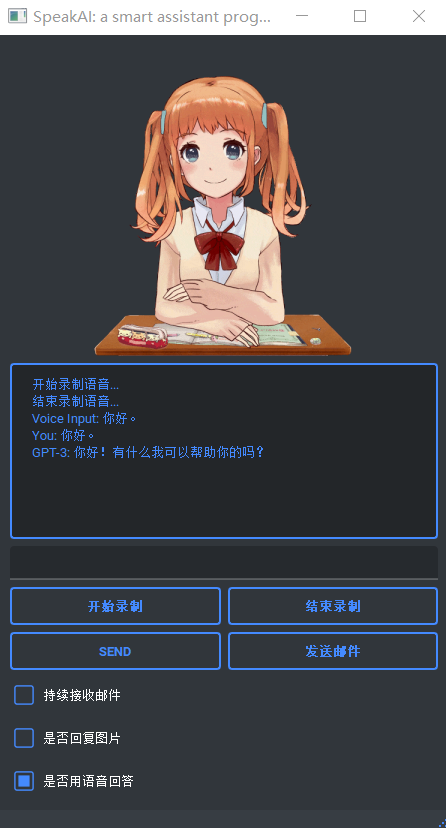 SpeakAI: a smart assistant prog...
开始录制语音...
结束录制语音...
Voice Input: 你好。
You: 你好。
GPT-3: 你好！有什么我可以帮助你的吗？
开始录制
结束录制
SEND
发送邮件
持续接收邮件
是否回复图片
是否用语音回答